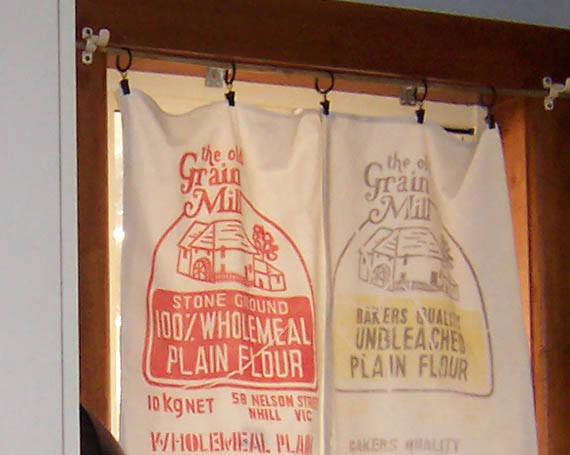 the old
Grain
Mill
STONE GROUND
100% WHOLEMEAL
PLAIN FLOUR
10 KG NET
58 NELSON STREET
NHILL VIC
WHOLEMEAL PLAIN
the old
Grain
Mill
BAKERS QUALITY
UNBLEACHED
PLAIN FLOUR
BAKERS QUALITY